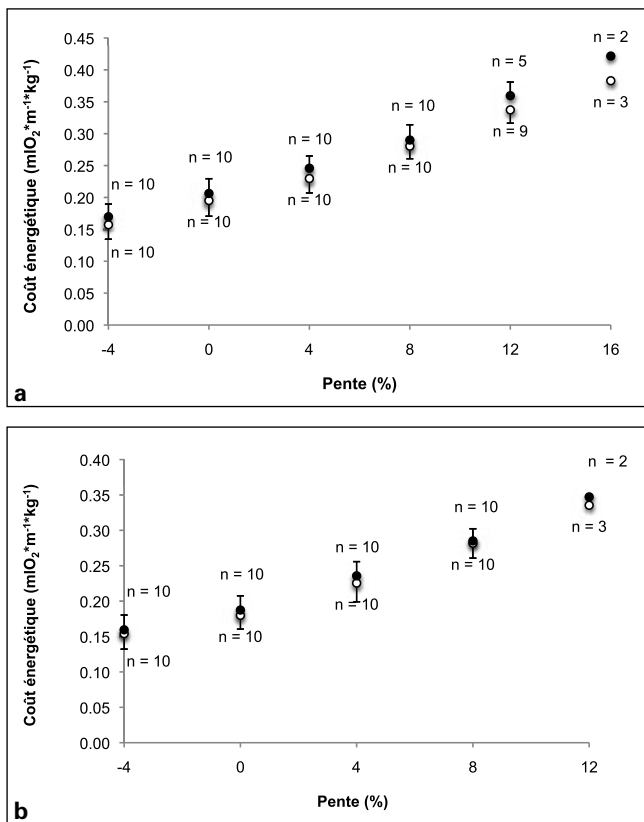 Coût énergétique (mlO₂*m⁻¹*kg⁻¹)
0.45
0.40
0.35
0.30
0.25
0.20
0.15
0.10
0.05
0.00
n = 10
n = 10
n = 10
n = 10
n = 5
n = 2
n = 10
n = 10
n = 10
n = 10
n = 9
n = 3
-4 0 4 8 12 16
Pente (%)
a
Coût énergétique (mlO₂*m⁻¹*kg⁻¹)
0.40
0.35
0.30
0.25
0.20
0.15
0.10
0.05
0.00
n = 10
n = 10
n = 10
n = 10
n = 2
n = 10
n = 10
n = 10
n = 10
n = 3
-4 0 4 8 12
Pente (%)
b